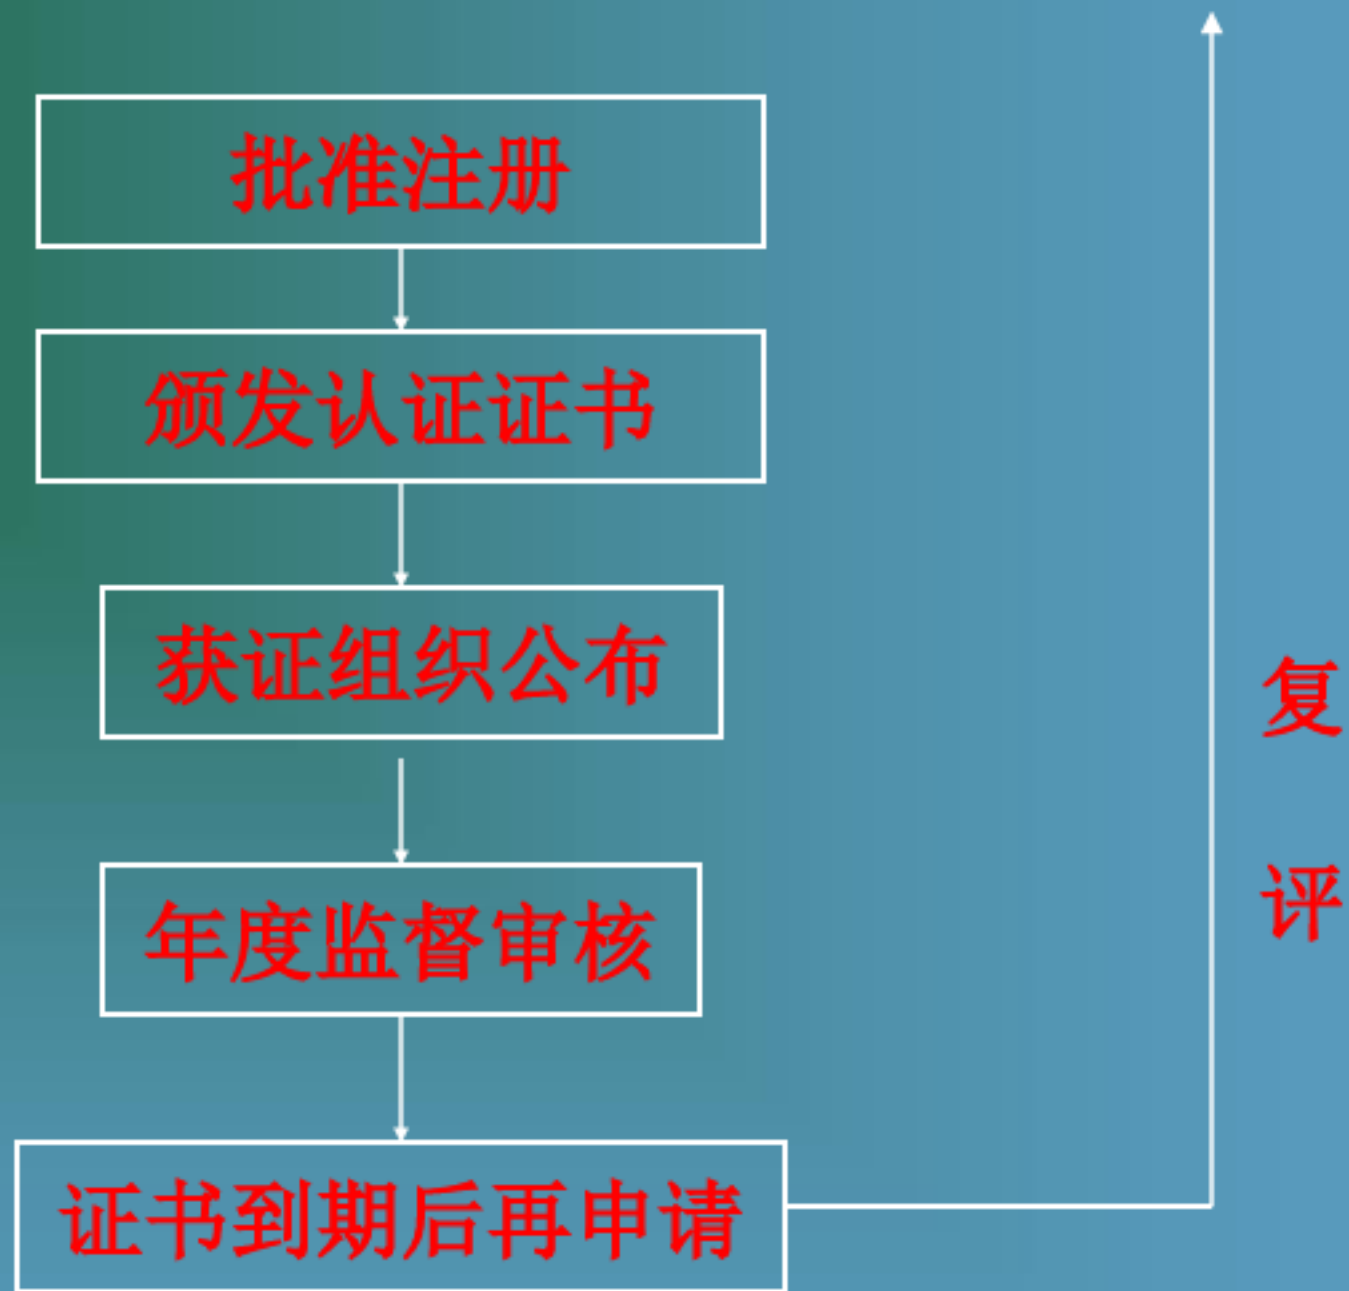 批准注册
颁发认证证书
获证组织公布
年度监督审核
证书到期后再申请
复
评